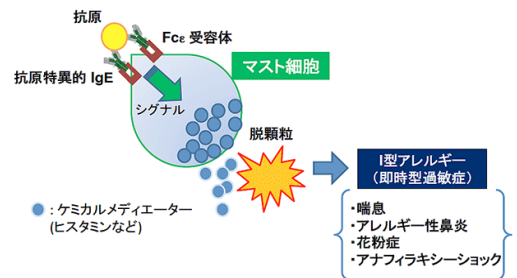 抗原
Fcε 受容体
抗原特異的 IgE
マスト細胞
シグナル
脱顆粒
I型アレルギー
（即時型過敏症）
：ケミカルメディエーター
(ヒスタミンなど)
・喘息
・アレルギー性鼻炎
・花粉症
・アナフィラキシーショック